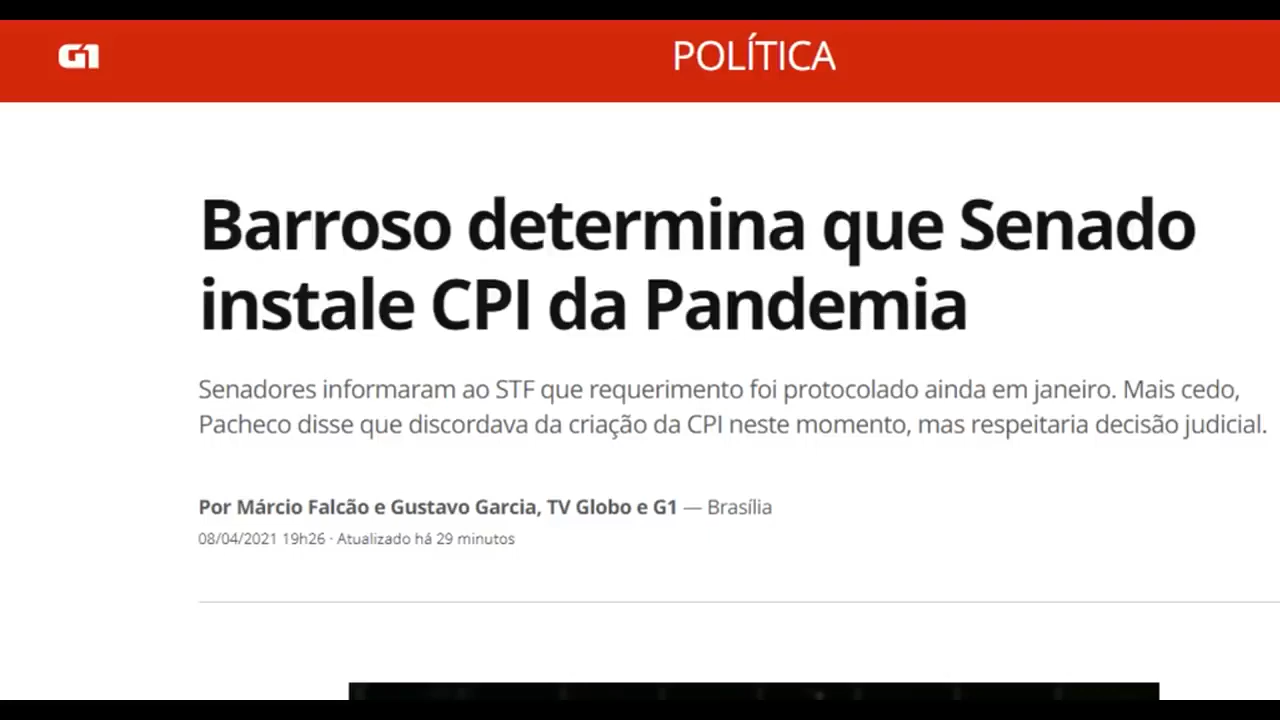 G1
POLÍTICA
Barroso determina que Senado
instale CPI da Pandemia
Senadores informaram ao STF que requerimento foi protocolado ainda em janeiro. Mais cedo,
Pacheco disse que discordava da criação da CPI neste momento, mas respeitaria decisão judicial.
Por Márcio Falcão e Gustavo Garcia, TV Globo e G1 — Brasília
08/04/2021 19h26 · Atualizado há 29 minutos